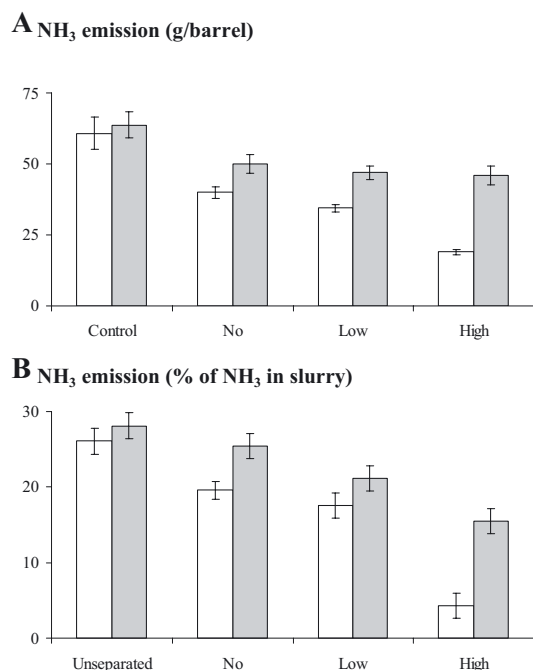 A NH₃ emission (g/barrel)
75
50
25
0
Control No Low High
B NH₃ emission (% of NH₃ in slurry)
30
20
10
0
Unseparated No Low High